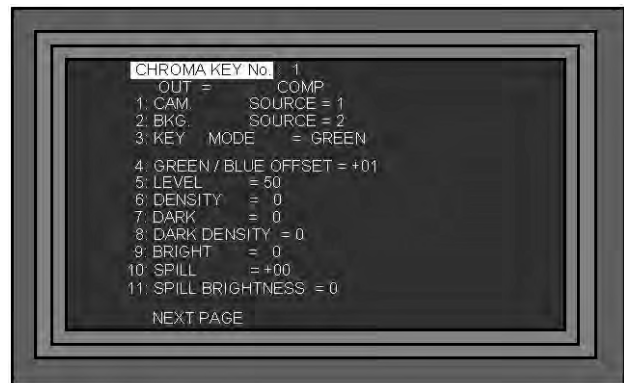 CHROMA KEY No. 1
OUT = COMP
1: CAM. SOURCE = 1
2: BKG. SOURCE = 2
3: KEY MODE = GREEN
4: GREEN / BLUE OFFSET = +01
5: LEVEL = 50
6: DENSITY = 0
7: DARK = 0
8: DARK DENSITY = 0
9: BRIGHT = 0
10: SPILL = +00
11: SPILL BRIGHTNESS = 0
NEXT PAGE